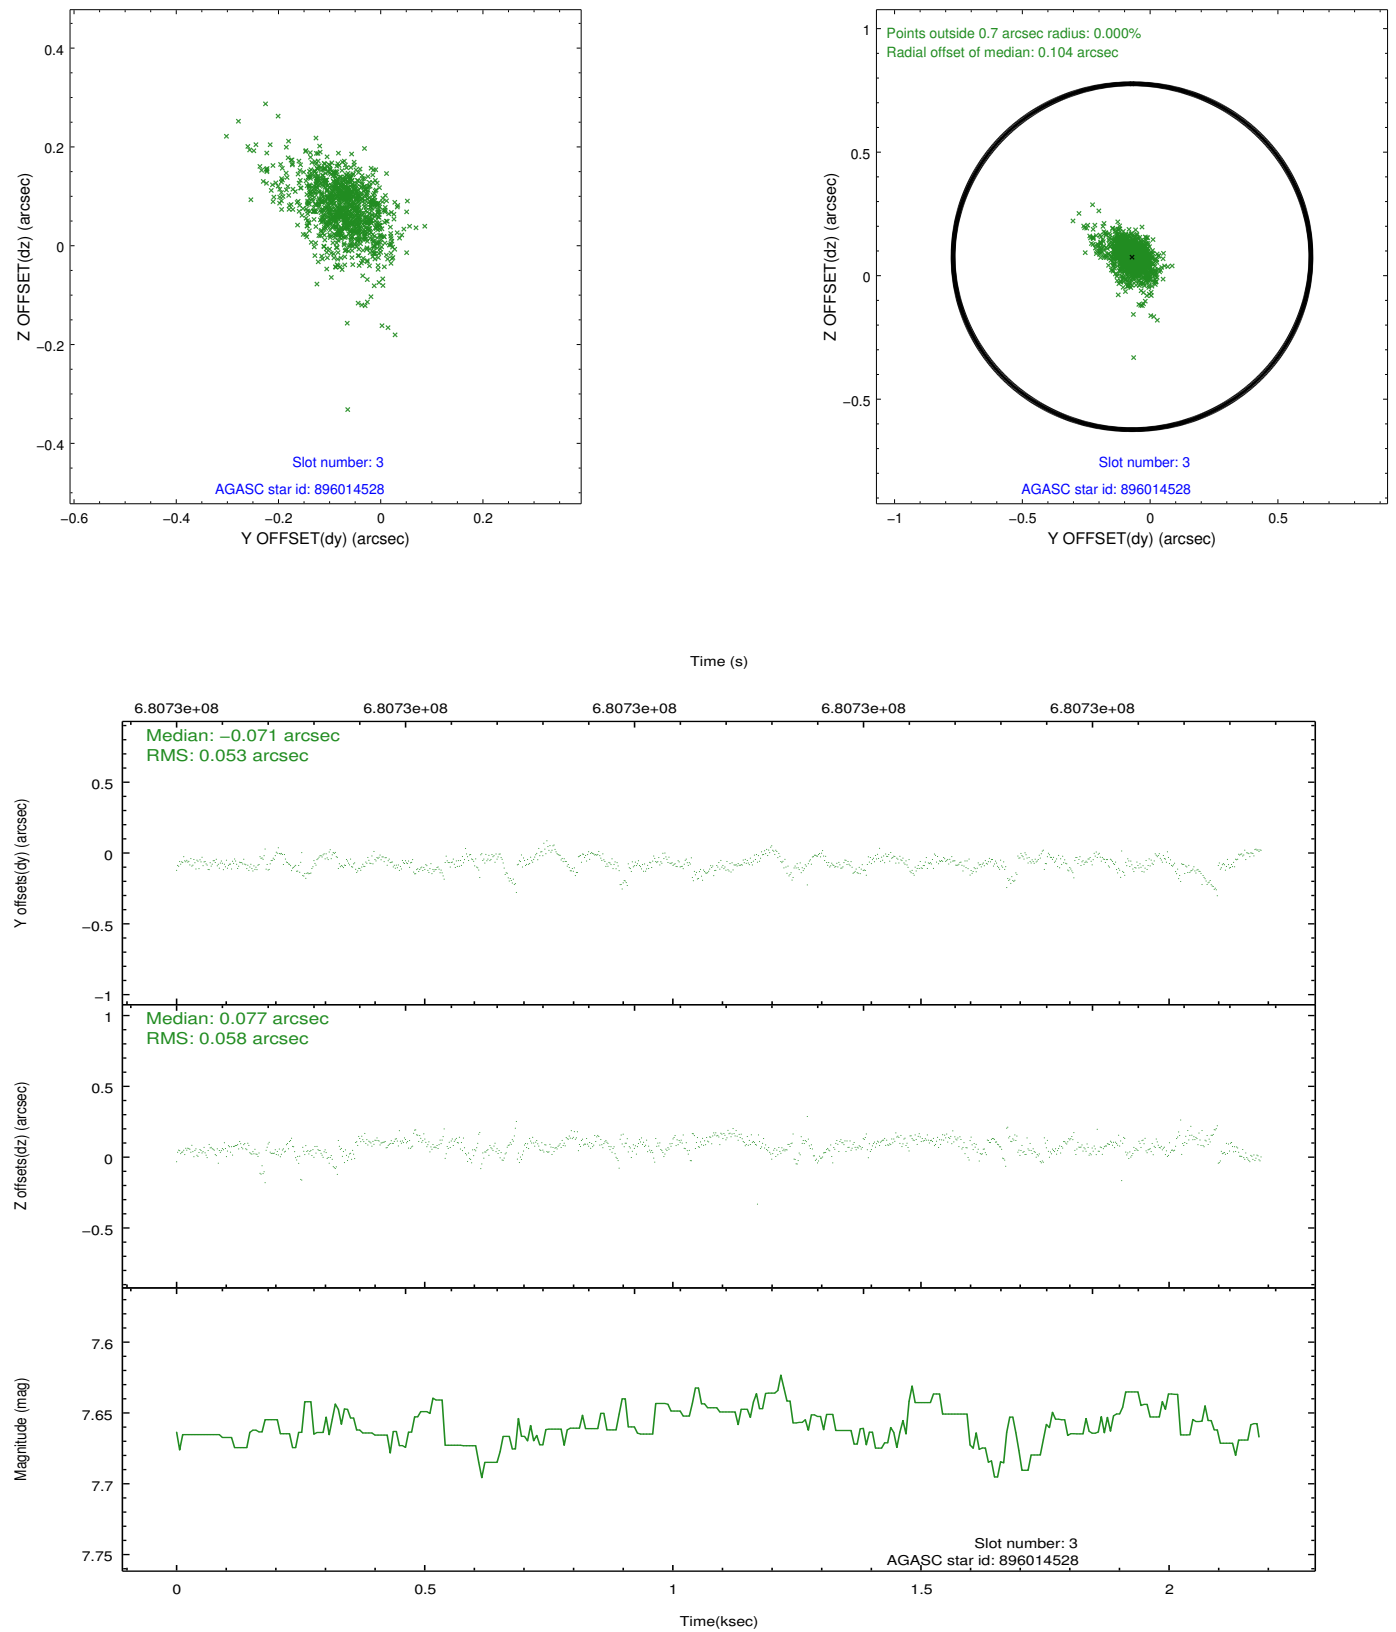 0.4
0.2
0
−0.2
−0.4
Z OFFSET(dz) (arcsec)
Slot number: 3
AGASC star id: 896014528
−0.6 −0.4 −0.2 0 0.2
Y OFFSET(dy) (arcsec)
Points outside 0.7 arcsec radius: 0.000%
Radial offset of median: 0.104 arcsec
1
0.5
0
−0.5
Z OFFSET(dz) (arcsec)
Slot number: 3
AGASC star id: 896014528
−1 −0.5 0 0.5
Y OFFSET(dy) (arcsec)
Time (s)
6.8073e+08 6.8073e+08 6.8073e+08 6.8073e+08 6.8073e+08
Median: −0.071 arcsec
RMS: 0.053 arcsec
0.5
0
−0.5
−1
Y offsets(dy) (arcsec)
Median: 0.077 arcsec
RMS: 0.058 arcsec
1
0.5
0
−0.5
Z offsets(dz) (arcsec)
7.6
7.65
7.7
7.75
Magnitude (mag)
Slot number: 3
AGASC star id: 896014528
0 0.5 1 1.5 2
Time(ksec)